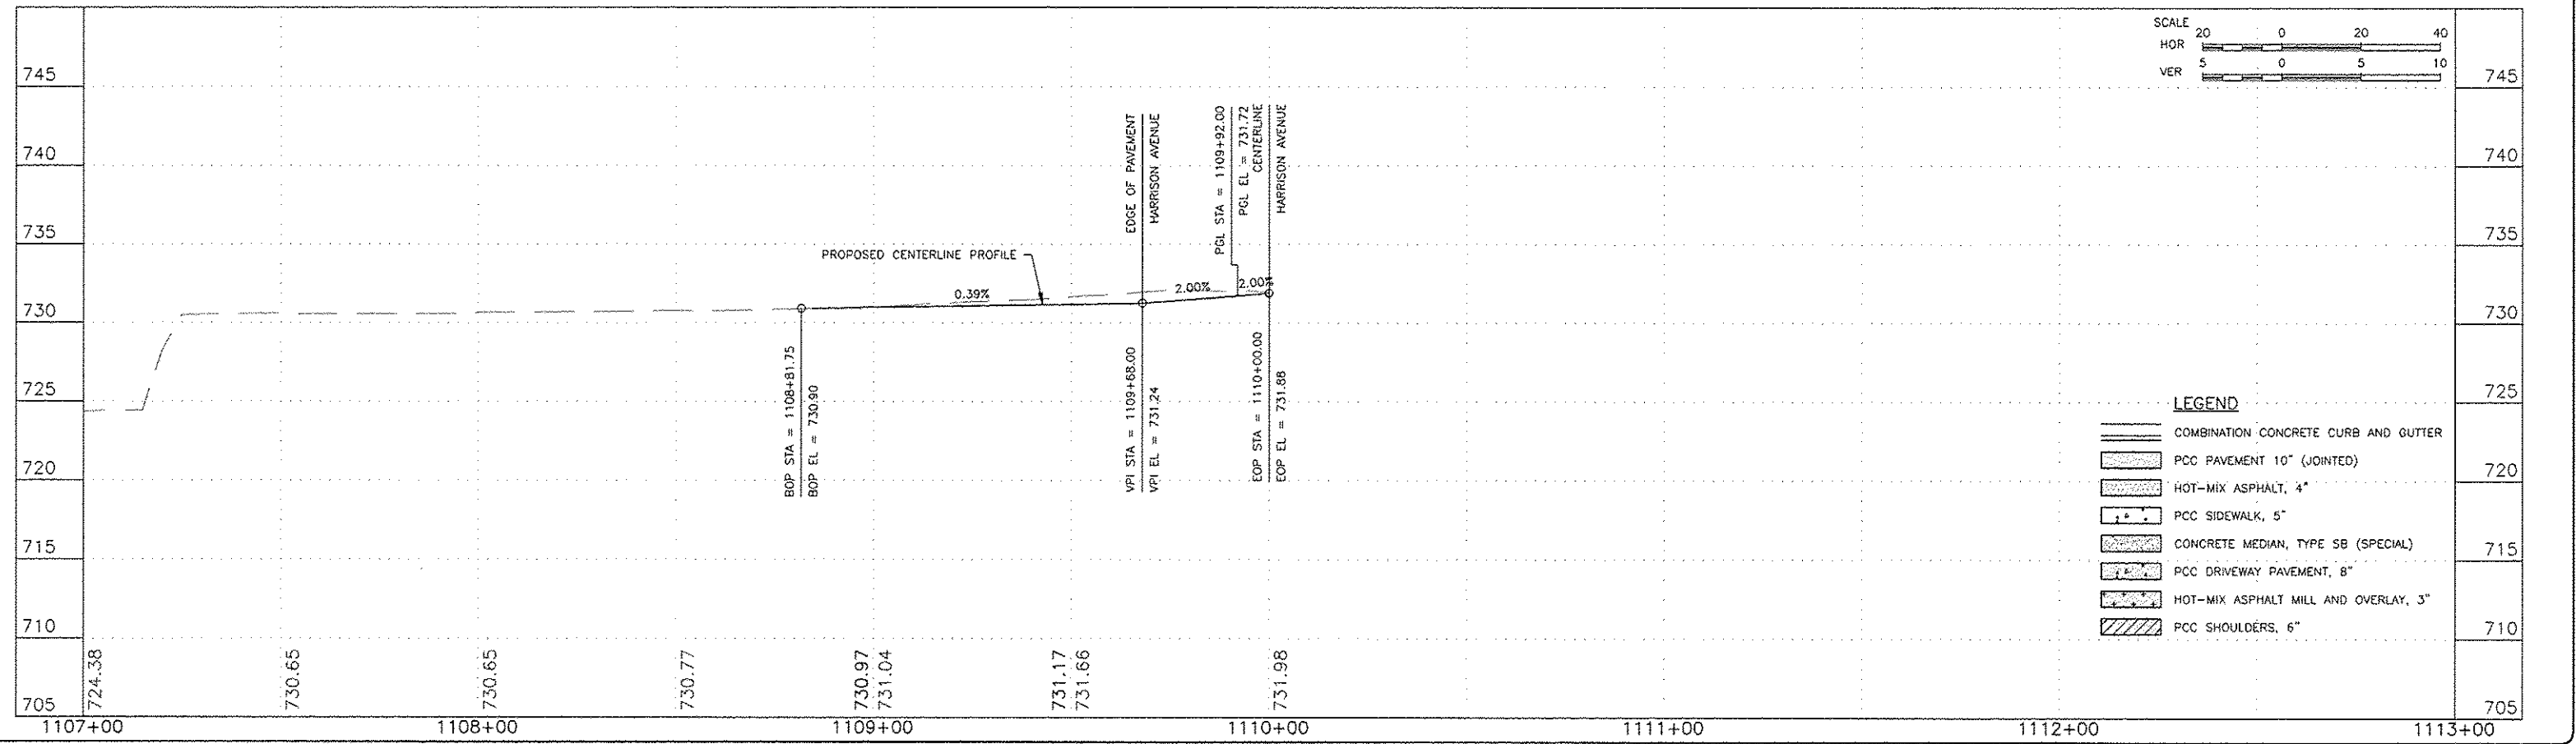 SCALE
HOR
20 0 20 40
VER
5 0 5 10
745
740
735
730
725
720
715
710
705
745
740
735
730
725
720
715
710
705
EDGE OF PAVEMENT
HARRISON AVENUE
PGL STA = 1109+92.00
PGL EL = 731.72
CENTERLINE
HARRISON AVENUE
PROPOSED CENTERLINE PROFILE
0.39%
2.00%
2.00%
BOP STA = 1108+81.75
BOP EL = 730.90
VPI STA = 1109+68.00
VPI EL = 731.24
EOP STA = 1110+00.00
EOP EL = 731.88
LEGEND
COMBINATION CONCRETE CURB AND GUTTER
PCC PAVEMENT 10" (JOINTED)
HOT-MIX ASPHALT, 4"
PCC SIDEWALK, 5"
CONCRETE MEDIAN, TYPE SB (SPECIAL)
PCC DRIVEWAY PAVEMENT, 8"
HOT-MIX ASPHALT MILL AND OVERLAY, 3"
PCC SHOULDERS, 6"
724.38
730.65
730.65
730.77
730.97
731.04
731.17
731.66
731.98
1107+00
1108+00
1109+00
1110+00
1111+00
1112+00
1113+00